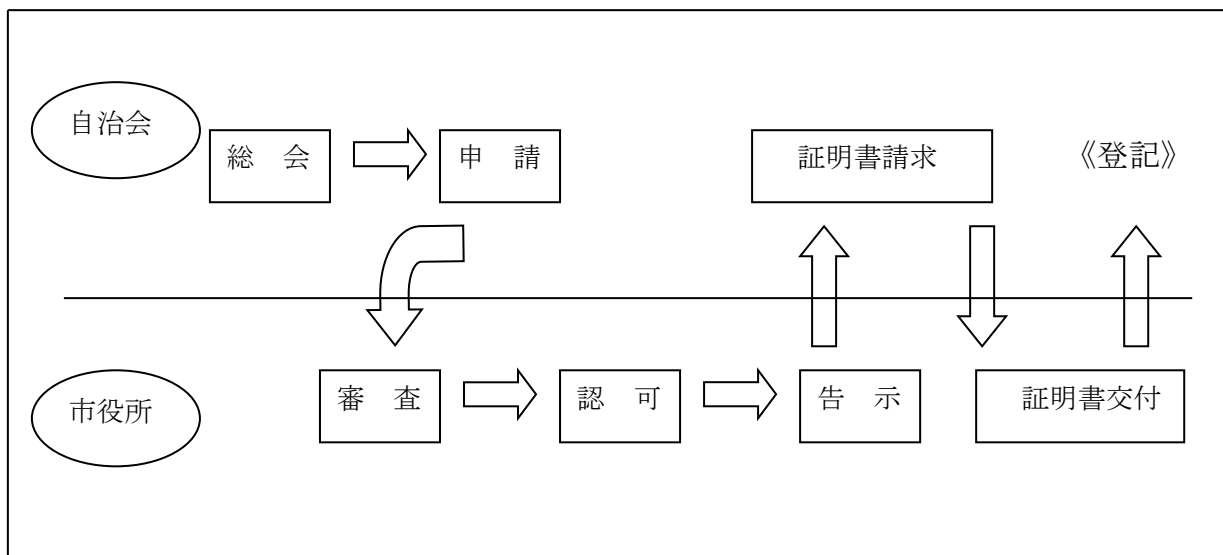 自治会
総　会
申　請
証明書請求
《登記》
市役所
審　査
認　可
告　示
証明書交付